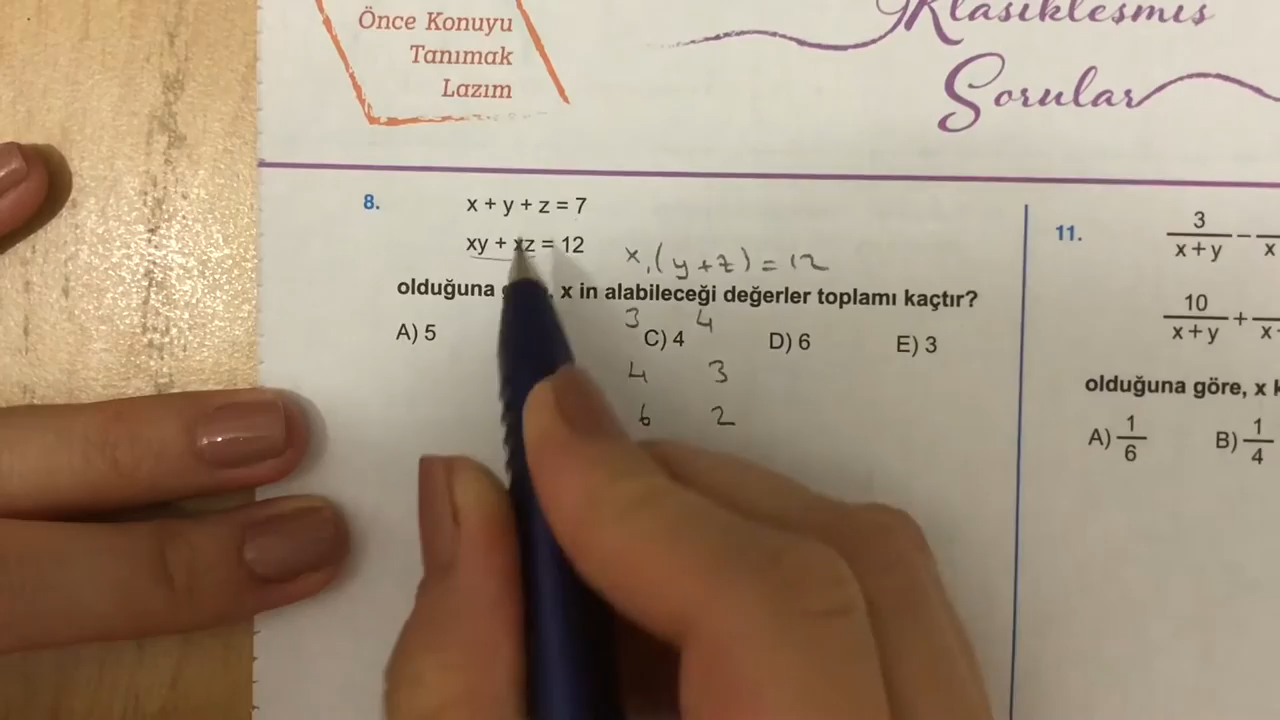 Önce Konuyu
Tanımak
Lazım
Klasikleşmiş
Sorular
8.
x + y + z = 7
xy + xz = 12
x.(y+z)=12
olduğuna x in alabileceği değerler toplamı kaçtır?
3 4
A) 5
C) 4
D) 6
E) 3
4 3
6 2
11.
3/x+y − /x
10/x+y + /x-
olduğuna göre, x k
A) 1/6
B) 1/4